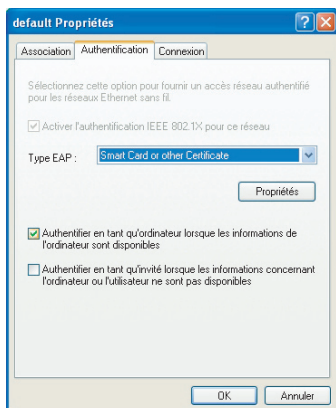 default Propriétés
Association Authentification Connexion
Sélectionnez cette option pour fournir un accès réseau authentifié
pour les réseaux Ethernet sans fil.
Activer l'authentification IEEE 802.1X pour ce réseau
Type EAP : Smart Card or other Certificate
Propriétés
Authentifier en tant qu'ordinateur lorsque les informations de
l'ordinateur sont disponibles
Authentifier en tant qu'invité lorsque les informations concernant
l'ordinateur ou l'utilisateur ne sont pas disponibles
OK Annuler